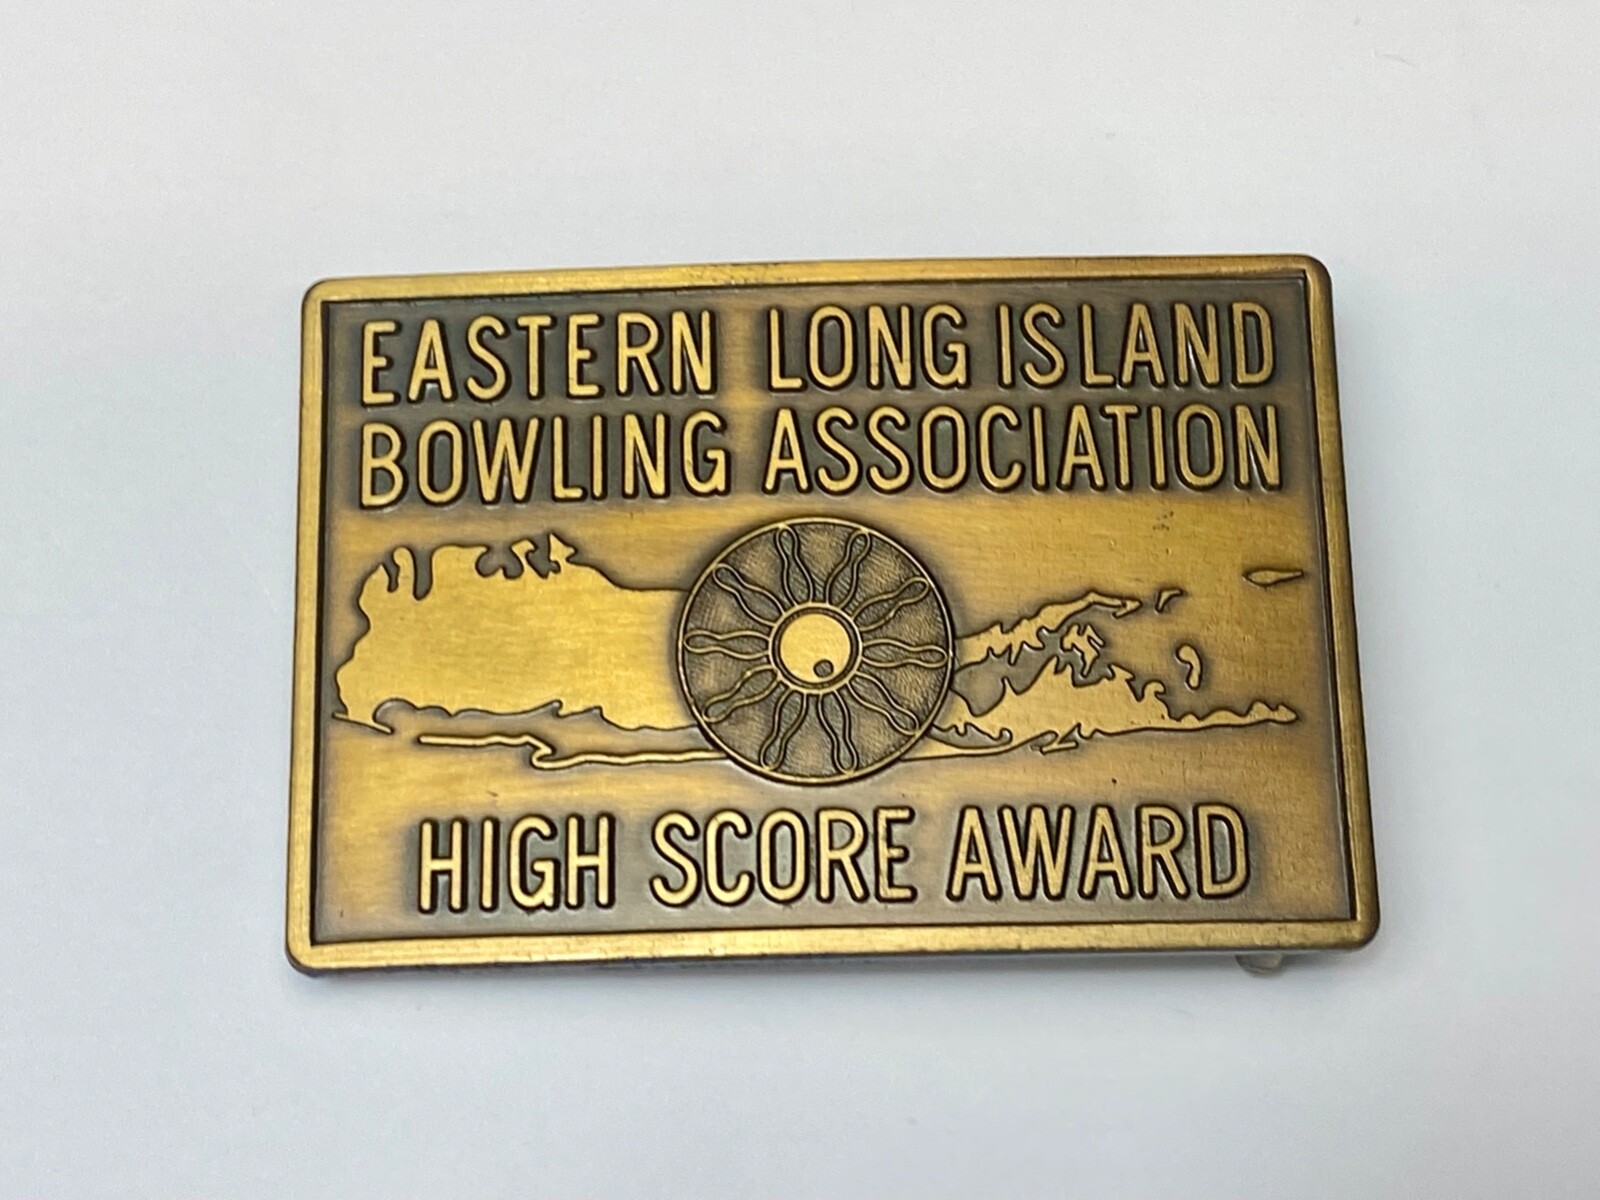 EASTERN LONG ISLAND
BOWLING ASSOCIATION
HIGH SCORE AWARD